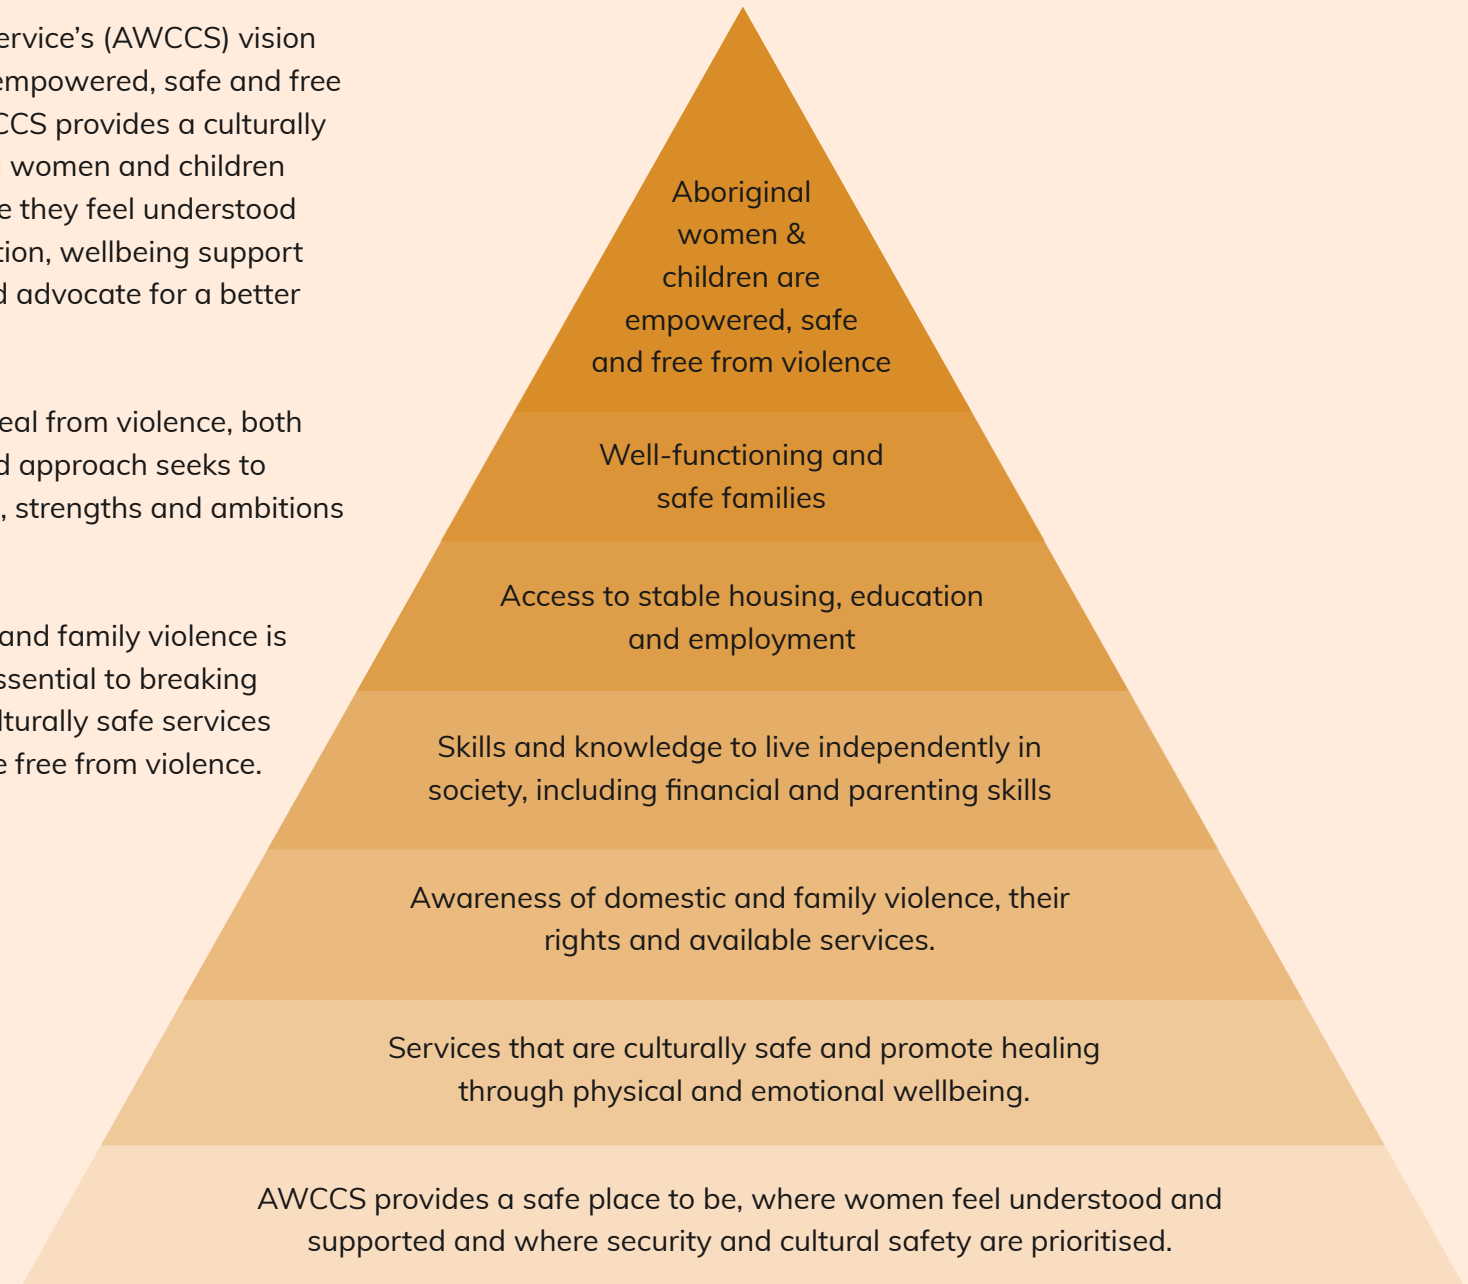 ervice’s (AWCCS) vision
empowered, safe and free
CCS provides a culturally
women and children
e they feel understood
tion, wellbeing support
d advocate for a better
eal from violence, both
d approach seeks to
, strengths and ambitions
and family violence is
ssential to breaking
lturally safe services
e free from violence.
Aboriginal
women &
children are
empowered, safe
and free from violence
Well-functioning and
safe families
Access to stable housing, education
and employment
Skills and knowledge to live independently in
society, including financial and parenting skills
Awareness of domestic and family violence, their
rights and available services.
Services that are culturally safe and promote healing
through physical and emotional wellbeing.
AWCCS provides a safe place to be, where women feel understood and
supported and where security and cultural safety are prioritised.